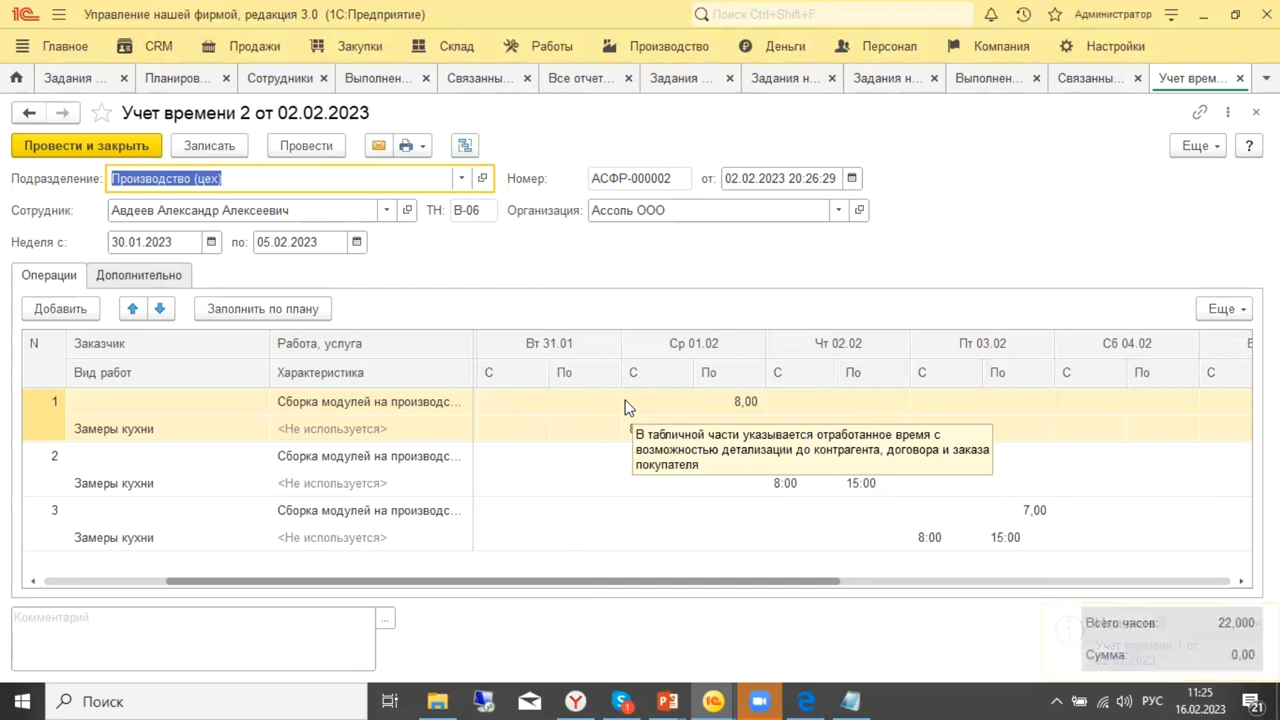 Управление нашей фирмой, редакция 3.0 (1С:Предприятие)
Поиск Ctrl+Shift+F
Администратор
Главное
CRM
Продажи
Закупки
Склад
Работы
Производство
Деньги
Персонал
Компания
Настройки
Задания ...
Планиров...
Сотрудники
Выполнен...
Связанны...
Все отчет...
Задания ...
Задания н...
Задания н...
Выполнен...
Связанны...
Учет врем...
Учет времени 2 от 02.02.2023
Провести и закрыть
Записать
Провести
Еще
?
Подразделение: Производство (цех)
Номер: АСФР-000002 от: 02.02.2023 20:26:29
Сотрудник: Авдеев Александр Алексеевич ТН: В-06
Организация: Ассоль ООО
Неделя с: 30.01.2023 по: 05.02.2023
Операции
Дополнительно
Добавить
Заполнить по плану
Еще
N Заказчик Работа, услуга Вт 31.01 Ср 01.02 Чт 02.02 Пт 03.02 Сб 04.02
Вид работ Характеристика С По С По С По С По С По С
1 Сборка модулей на производс... 8,00
Замеры кухни <Не используется>
В табличной части указывается отработанное время с
возможностью детализации до контрагента, договора и заказа
покупателя
2 Сборка модулей на производс...
Замеры кухни <Не используется> 8:00 15:00
3 Сборка модулей на производс... 7,00
Замеры кухни <Не используется> 8:00 15:00
Комментарий
...
Всего часов: 22,000
Учет времени 1 от
Сумма: 0,00
Поиск
РУС
11:25
16.02.2023
21